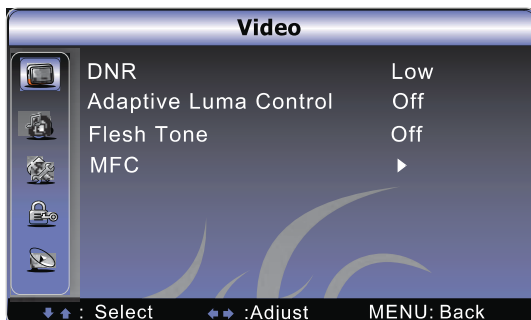 Video
DNR Low
Adaptive Luma Control Off
Flesh Tone Off
MFC
: Select :Adjust MENU: Back